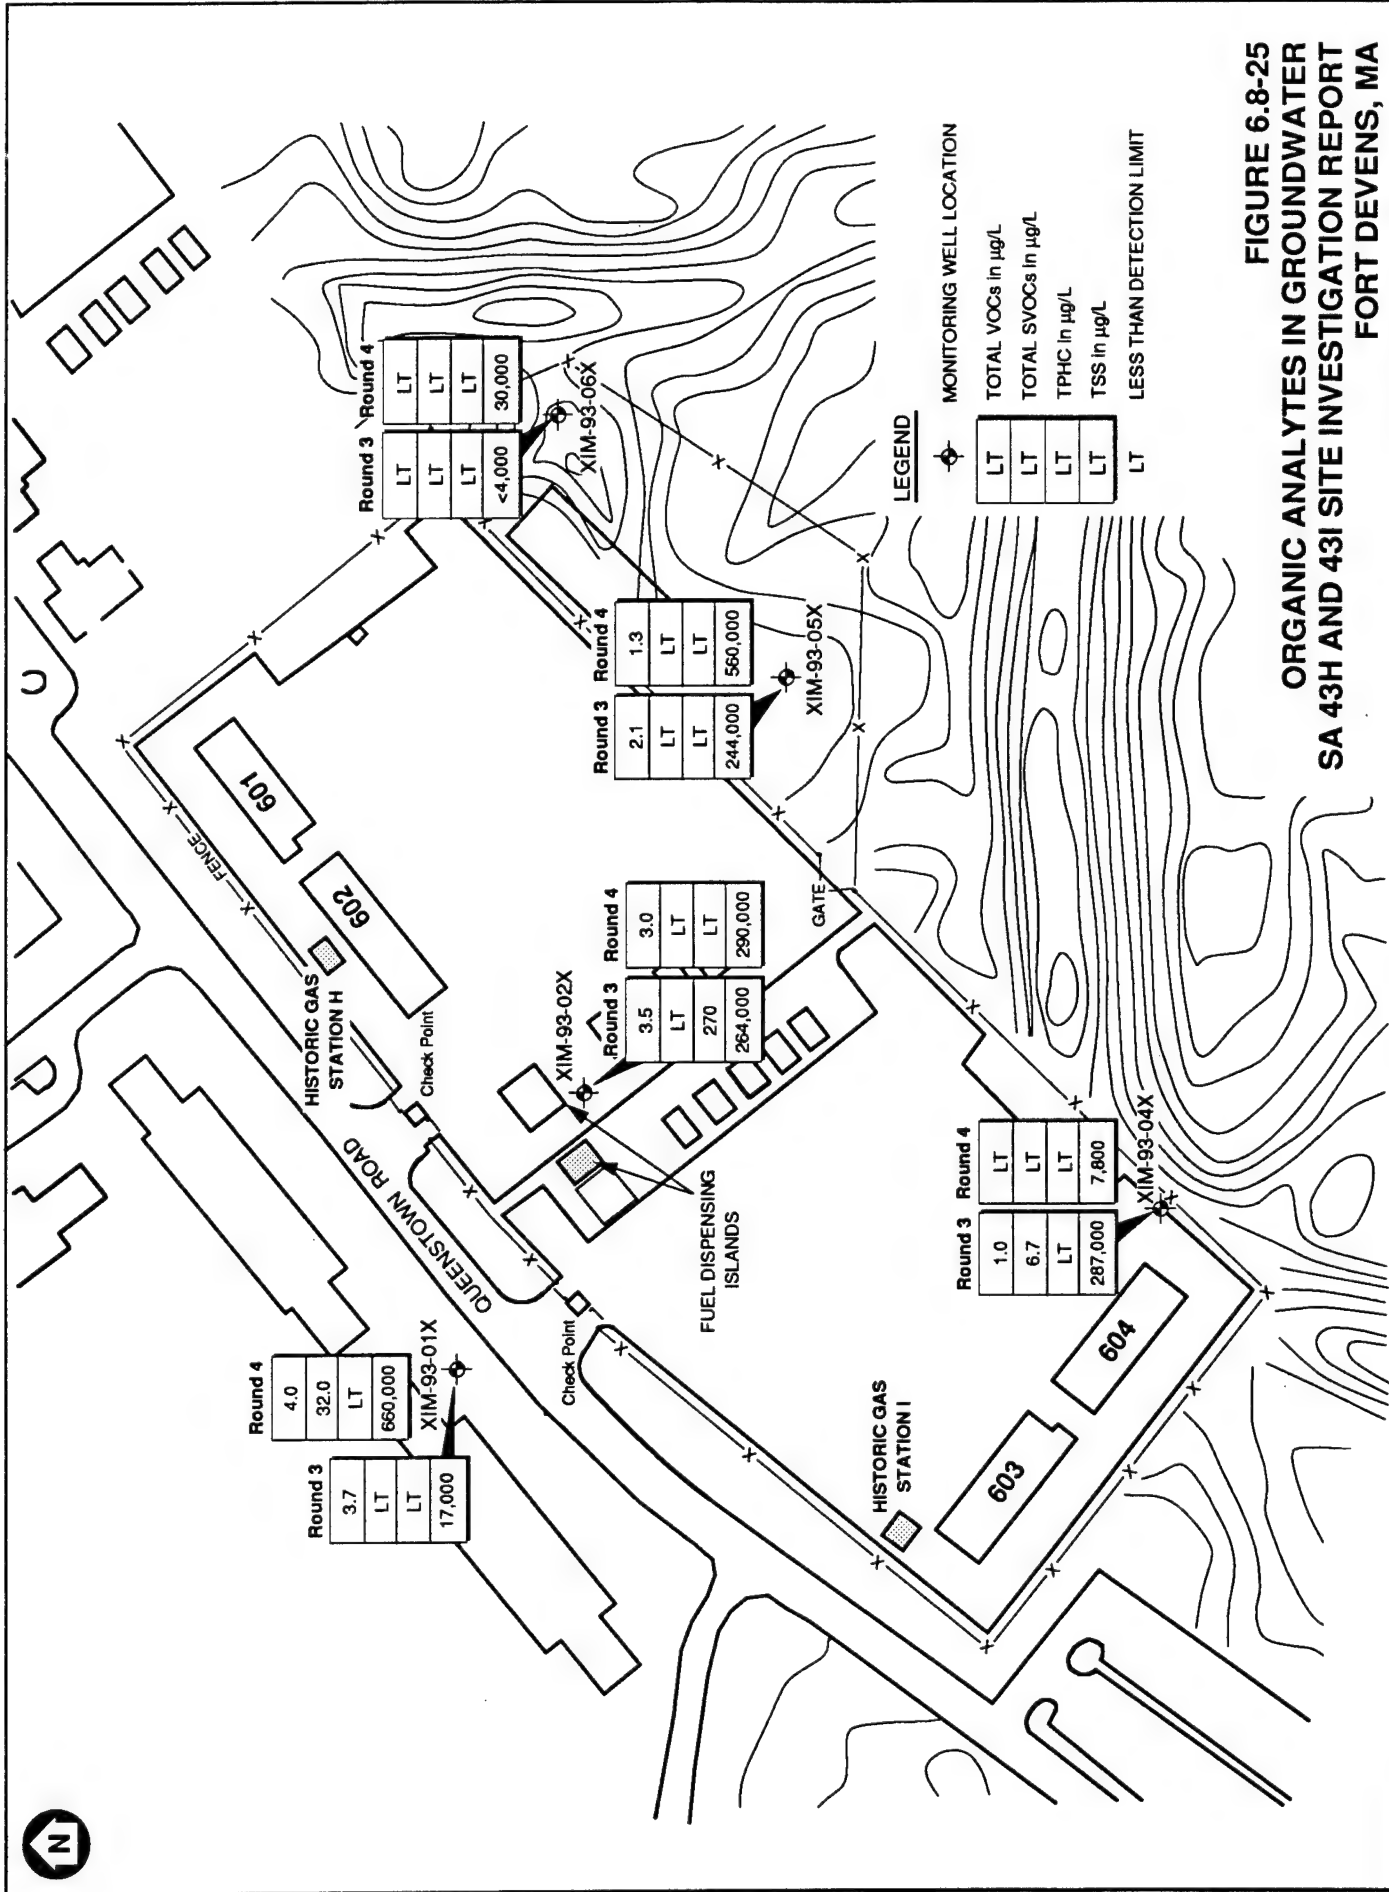 N
Round 3
3.7
LT
LT
17,000
Round 4
4.0
32.0
LT
660,000
XIM-93-01X
QUEENSTOWN ROAD
HISTORIC GAS
STATION H
Check Point
Check Point
FENCE
601
602
Round 3
LT
LT
LT
<4,000
Round 4
LT
LT
LT
30,000
XIM-93-06X
Round 3
2.1
LT
LT
244,000
Round 4
1.3
LT
LT
560,000
XIM-93-05X
XIM-93-02X
Round 3
3.5
LT
270
264,000
Round 4
3.0
LT
LT
290,000
GATE
FUEL DISPENSING
ISLANDS
HISTORIC GAS
STATION I
603
604
Round 3
1.0
6.7
LT
287,000
Round 4
LT
LT
LT
7,800
XIM-93-04X
LEGEND
MONITORING WELL LOCATION
LT TOTAL VOCs in µg/L
LT TOTAL SVOCs in µg/L
LT TPHC in µg/L
LT TSS in µg/L
LT LESS THAN DETECTION LIMIT
FIGURE 6.8-25
ORGANIC ANALYTES IN GROUNDWATER
SA 43H AND 43I SITE INVESTIGATION REPORT
FORT DEVENS, MA